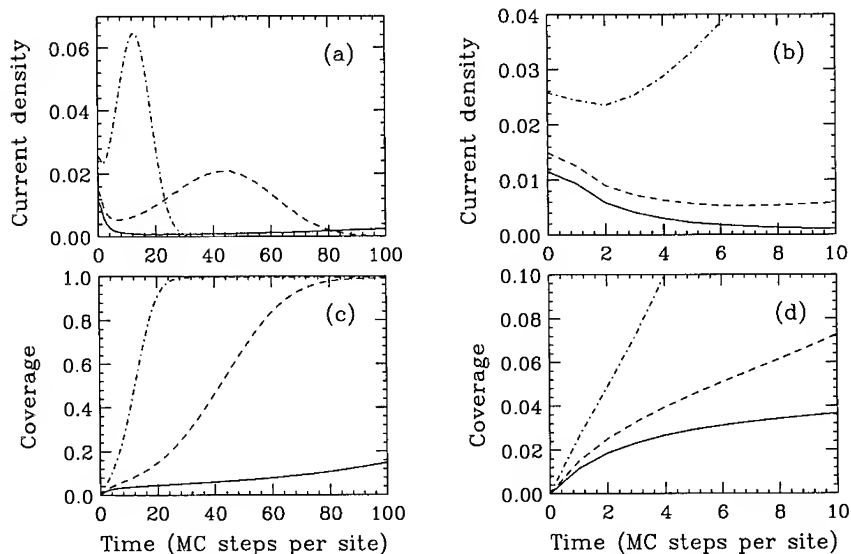 (a)
Current density
0.06
0.04
0.02
0.00
0 20 40 60 80 100
(b)
Current density
0.04
0.03
0.02
0.01
0.00
0 2 4 6 8 10
(c)
Coverage
1.0
0.8
0.6
0.4
0.2
0.0
0 20 40 60 80 100
Time (MC steps per site)
(d)
Coverage
0.10
0.08
0.06
0.04
0.02
0.00
0 2 4 6 8 10
Time (MC steps per site)